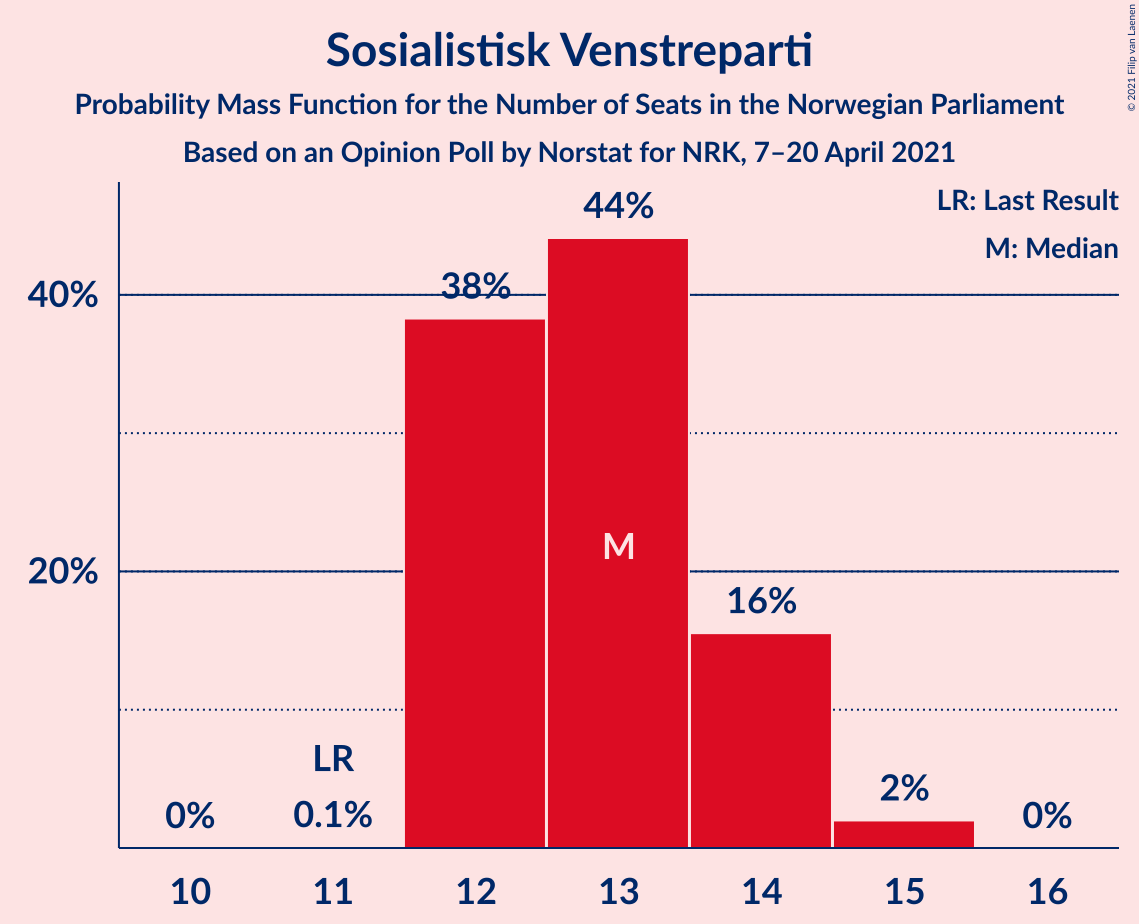 Sosialistisk Venstreparti
Probability Mass Function for the Number of Seats in the Norwegian Parliament
Based on an Opinion Poll by Norstat for NRK, 7–20 April 2021
© 2021 Filip van Laenen
LR: Last Result
M: Median
44%
38%
40%
M
20%
16%
LR
2%
0%
0.1%
0%
10 11 12 13 14 15 16